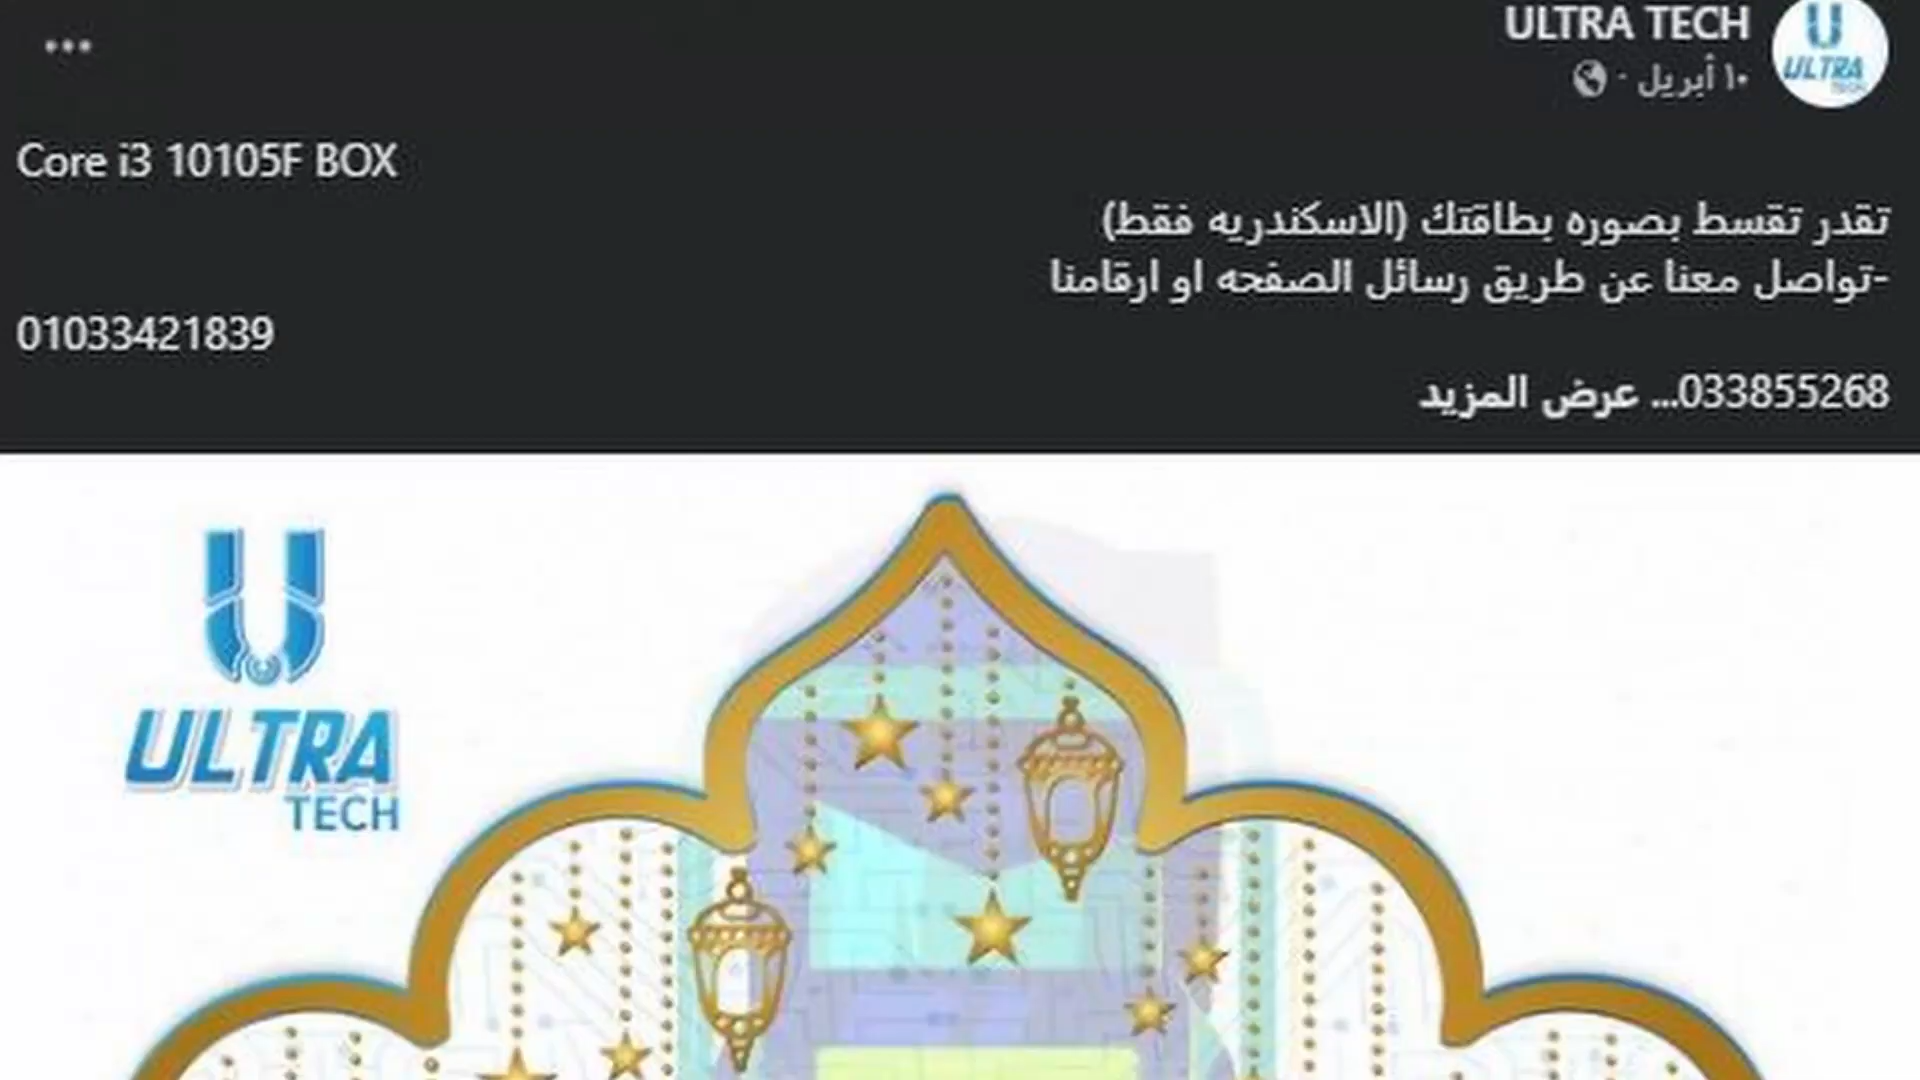 ULTRA TECH
١٠ أبريل
U
ULTRA
TECH
Core i3 10105F BOX
تقدر تقسط بصوره بطاقتك (الاسكندريه فقط)
-تواصل معنا عن طريق رسائل الصفحه او ارقامنا
01033421839
033855268... عرض المزيد
U
ULTRA
TECH